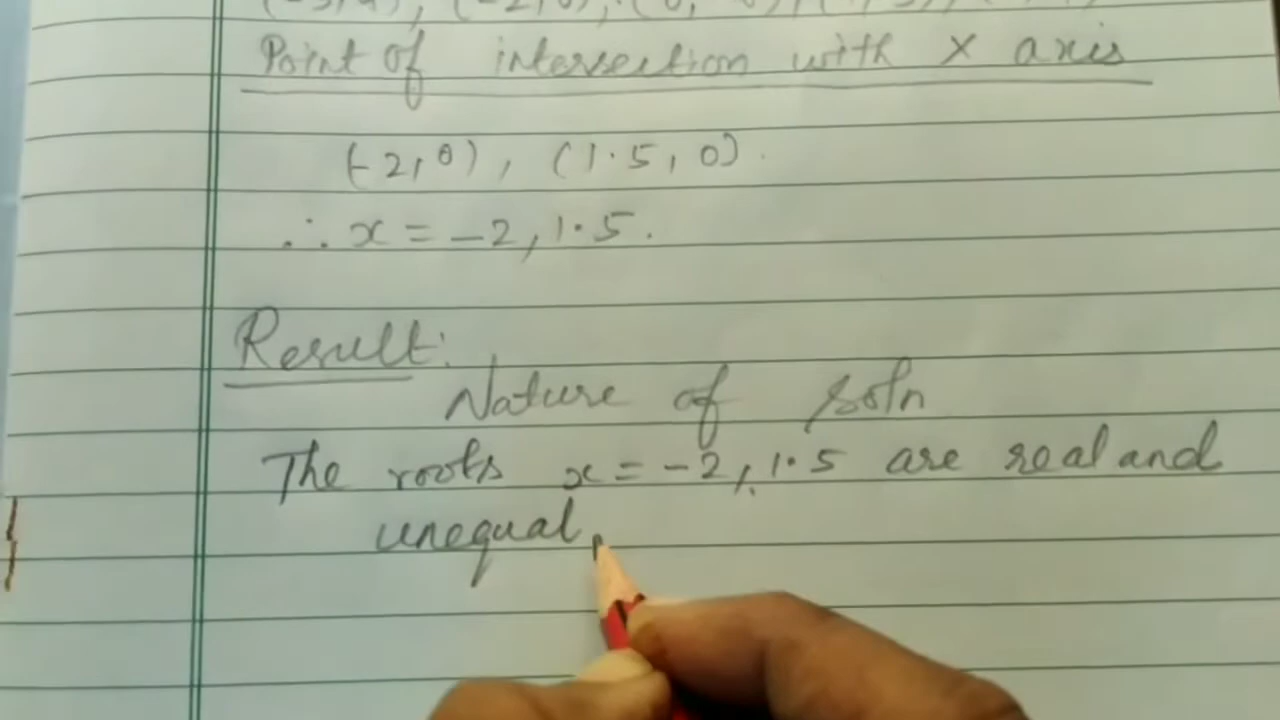 Point of intersection with X axis
(-2, 0), (1.5, 0).
∴ x = -2, 1.5.
Result:
Nature of soln
The roots x = -2, 1.5 are real and
unequal.